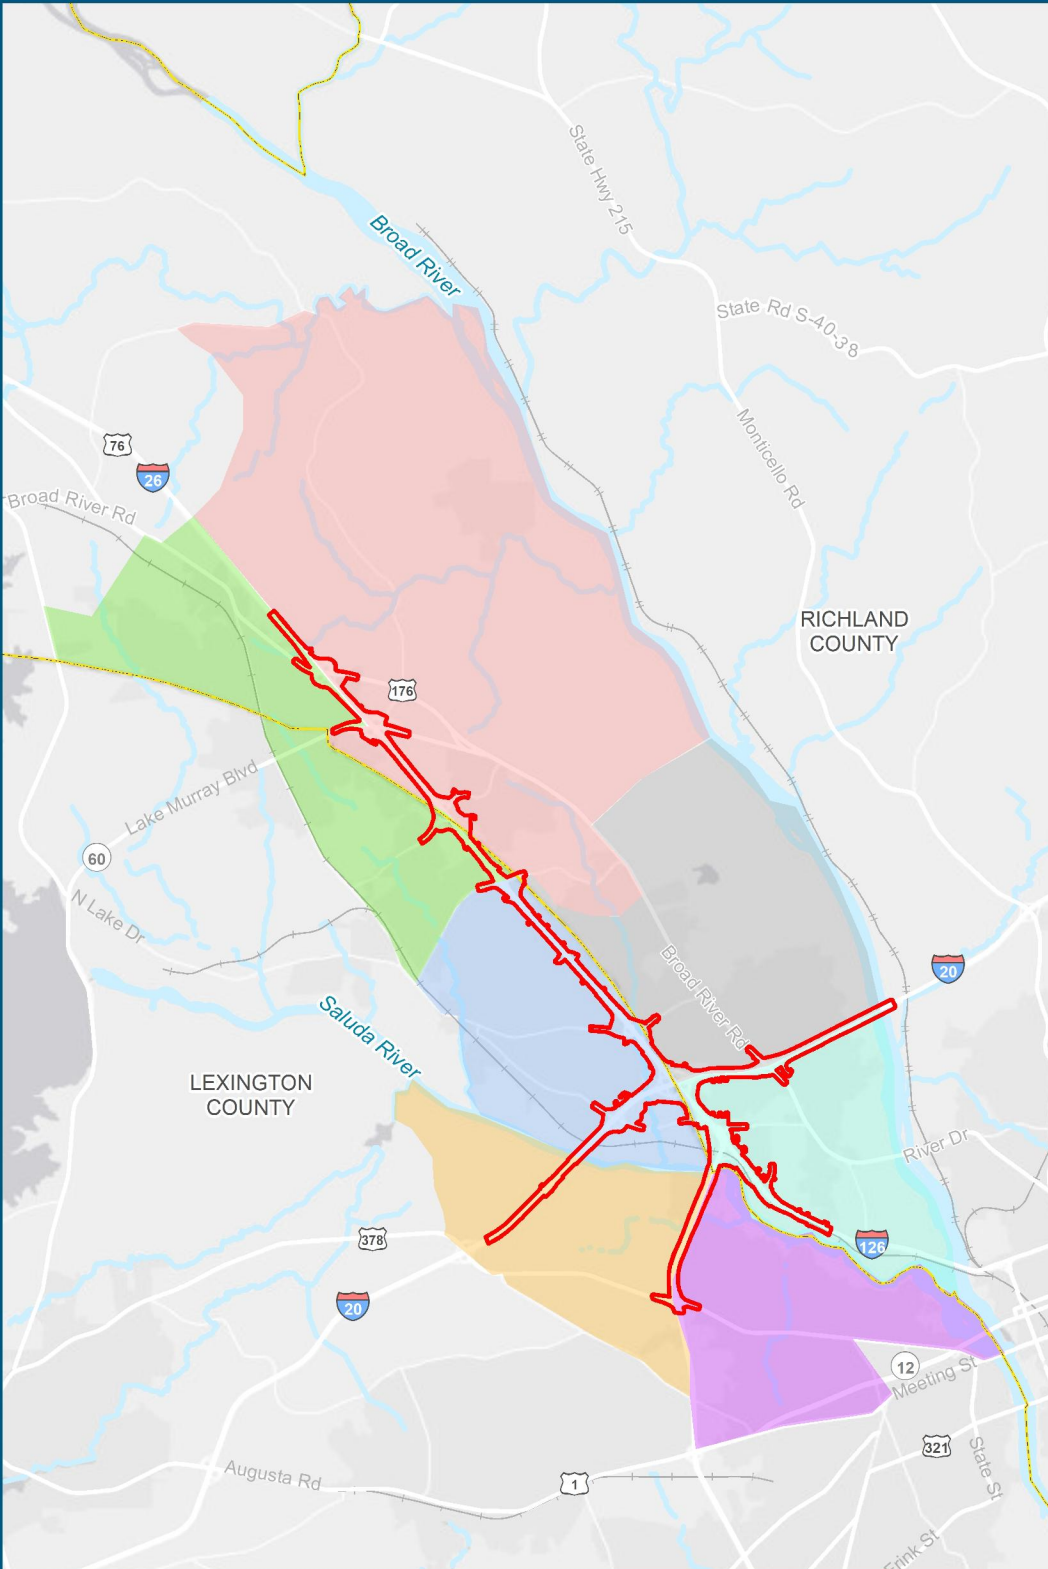 State Hwy 215
Broad River
State Rd S-40-38
Monticello Rd
76
26
Broad River Rd
RICHLAND
COUNTY
176
Lake Murray Blvd
60
N Lake Dr
Broad River Rd
20
Saluda River
LEXINGTON
COUNTY
River Dr
378
126
20
12
Meeting St
321
State St
Augusta Rd
1
Frink St